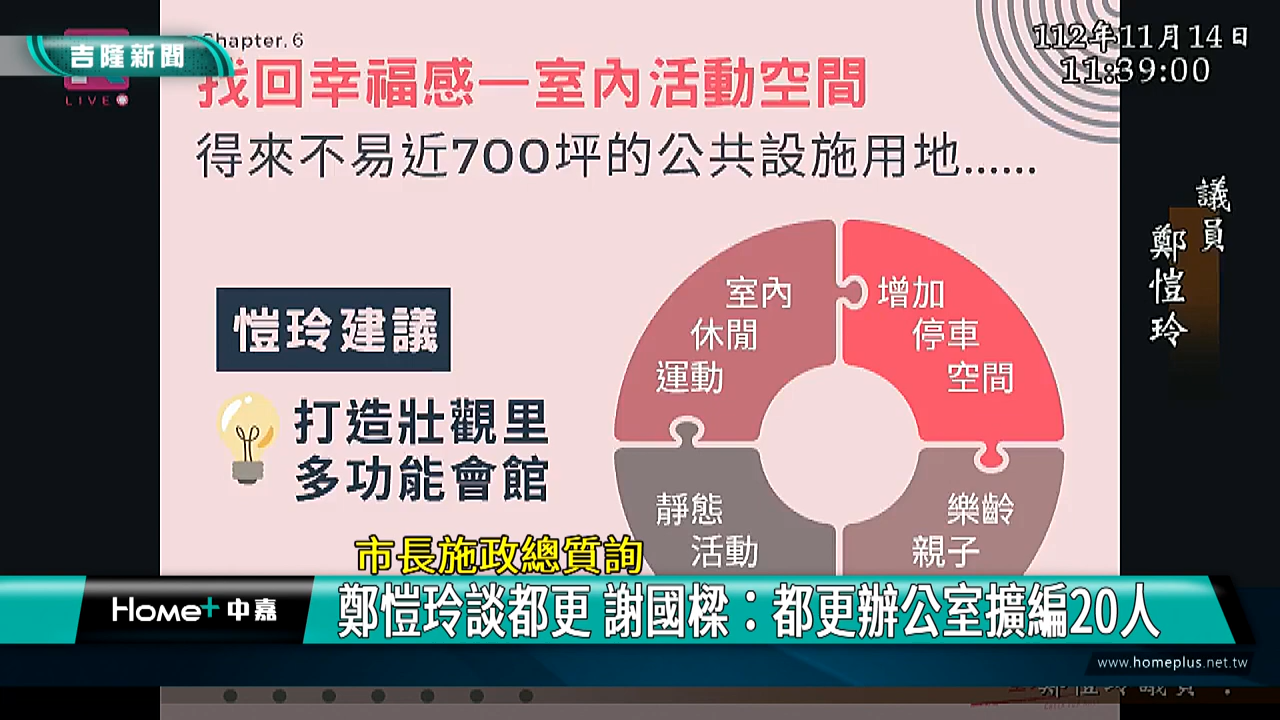 吉隆新聞
LIVE
Chapter.6
112年11月14日
11:39:00
找回幸福感—室內活動空間
得來不易近700坪的公共設施用地......
議員
鄭愷玲
愷玲建議
打造壯觀里
多功能會館
室內
休閒
運動
增加
停車
空間
靜態
活動
樂齡
親子
市長施政總質詢
Home+中嘉
鄭愷玲談都更 謝國樑：都更辦公室擴編20人
www.homeplus.net.tw